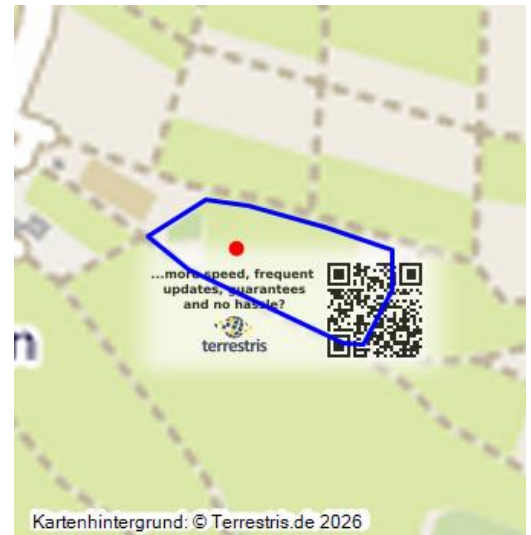 ...more speed, frequent
updates, guarantees
and no hassle?
terrestris
n
Kartenhintergrund: © Terrestris.de 2026